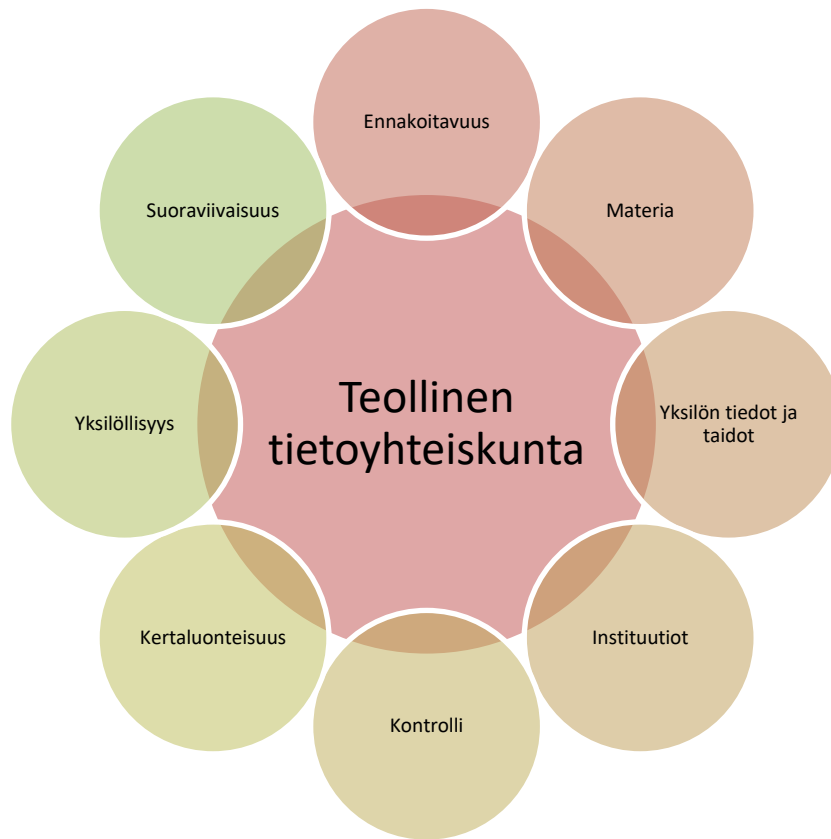 Ennakoitavuus
Suoraviivaisuus
Materia
Teollinen
tietoyhteiskunta
Yksilöllisyys
Yksilön tiedot ja
taidot
Kertaluonteisuus
Instituutiot
Kontrolli